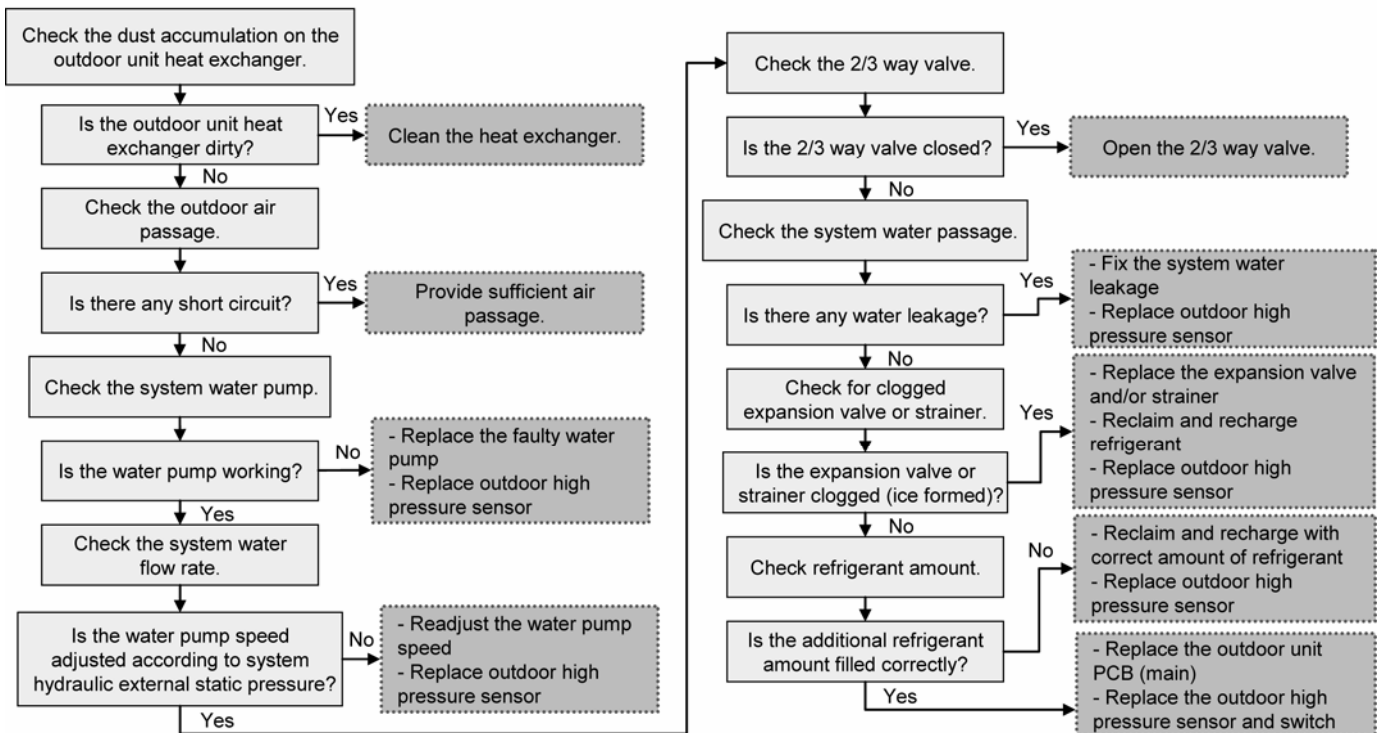 Check the dust accumulation on the
outdoor unit heat exchanger.
Is the outdoor unit heat
exchanger dirty?
Yes
Clean the heat exchanger.
No
Check the outdoor air
passage.
Is there any short circuit?
Yes
Provide sufficient air
passage.
No
Check the system water pump.
Is the water pump working?
No
- Replace the faulty water
pump
- Replace outdoor high
pressure sensor
Yes
Check the system water
flow rate.
Is the water pump speed
adjusted according to system
hydraulic external static pressure?
No
- Readjust the water pump
speed
- Replace outdoor high
pressure sensor
Yes
Check the 2/3 way valve.
Is the 2/3 way valve closed?
Yes
Open the 2/3 way valve.
No
Check the system water passage.
Is there any water leakage?
Yes
- Fix the system water
leakage
- Replace outdoor high
pressure sensor
No
Check for clogged
expansion valve or strainer.
Is the expansion valve or
strainer clogged (ice formed)?
Yes
- Replace the expansion valve
and/or strainer
- Reclaim and recharge
refrigerant
- Replace outdoor high
pressure sensor
No
Check refrigerant amount.
Is the additional refrigerant
amount filled correctly?
No
- Reclaim and recharge with
correct amount of refrigerant
- Replace outdoor high
pressure sensor
Yes
- Replace the outdoor unit
PCB (main)
- Replace the outdoor high
pressure sensor and switch